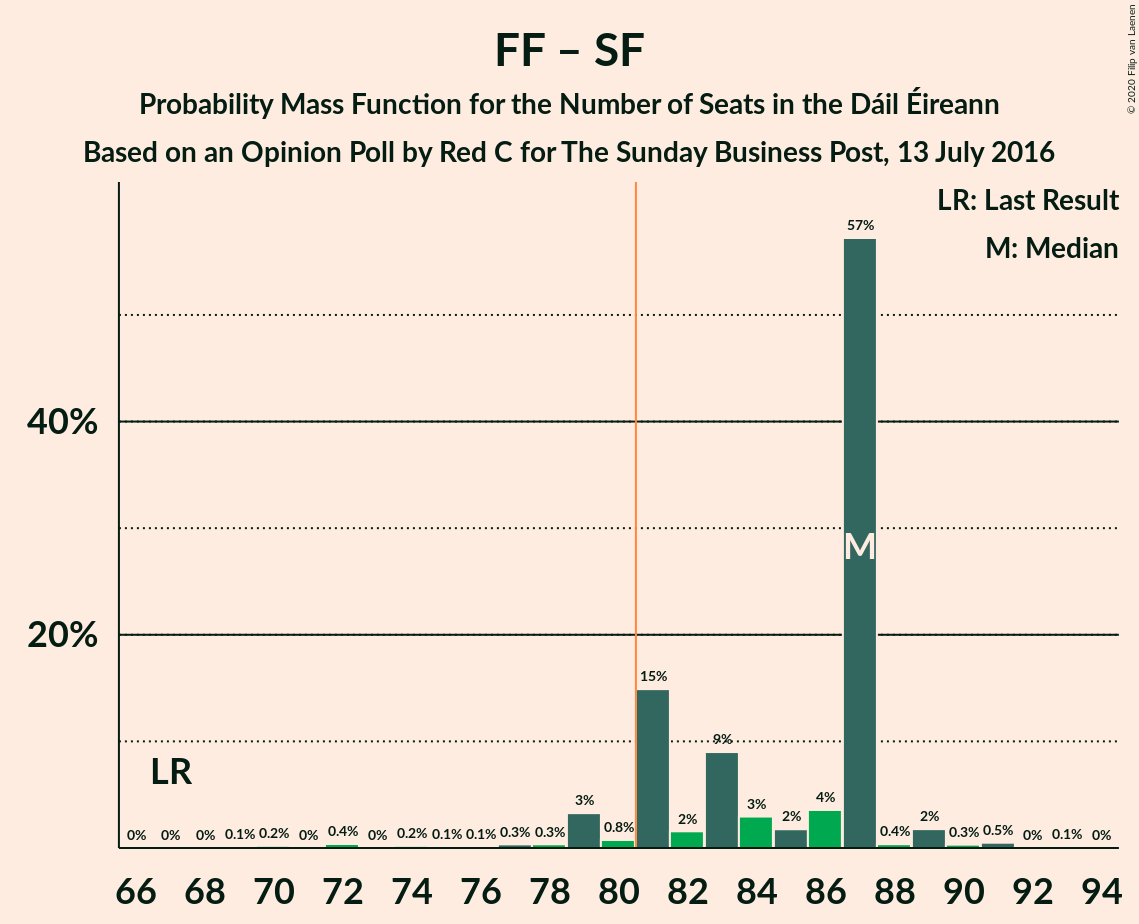 FF – SF
Probability Mass Function for the Number of Seats in the Dáil Éireann
Based on an Opinion Poll by Red C for The Sunday Business Post, 13 July 2016
© 2020 Filip van Laenen
LR: Last Result
M: Median
57%
40%
M
20%
15%
9%
LR
0% 0% 0% 0.1% 0.2% 0% 0.4% 0% 0.2% 0.1% 0.1% 0.3% 0.3% 3% 0.8% 2% 3% 2% 4% 0.4% 2% 0.3% 0.5% 0% 0.1% 0%
66 68 70 72 74 76 78 80 82 84 86 88 90 92 94